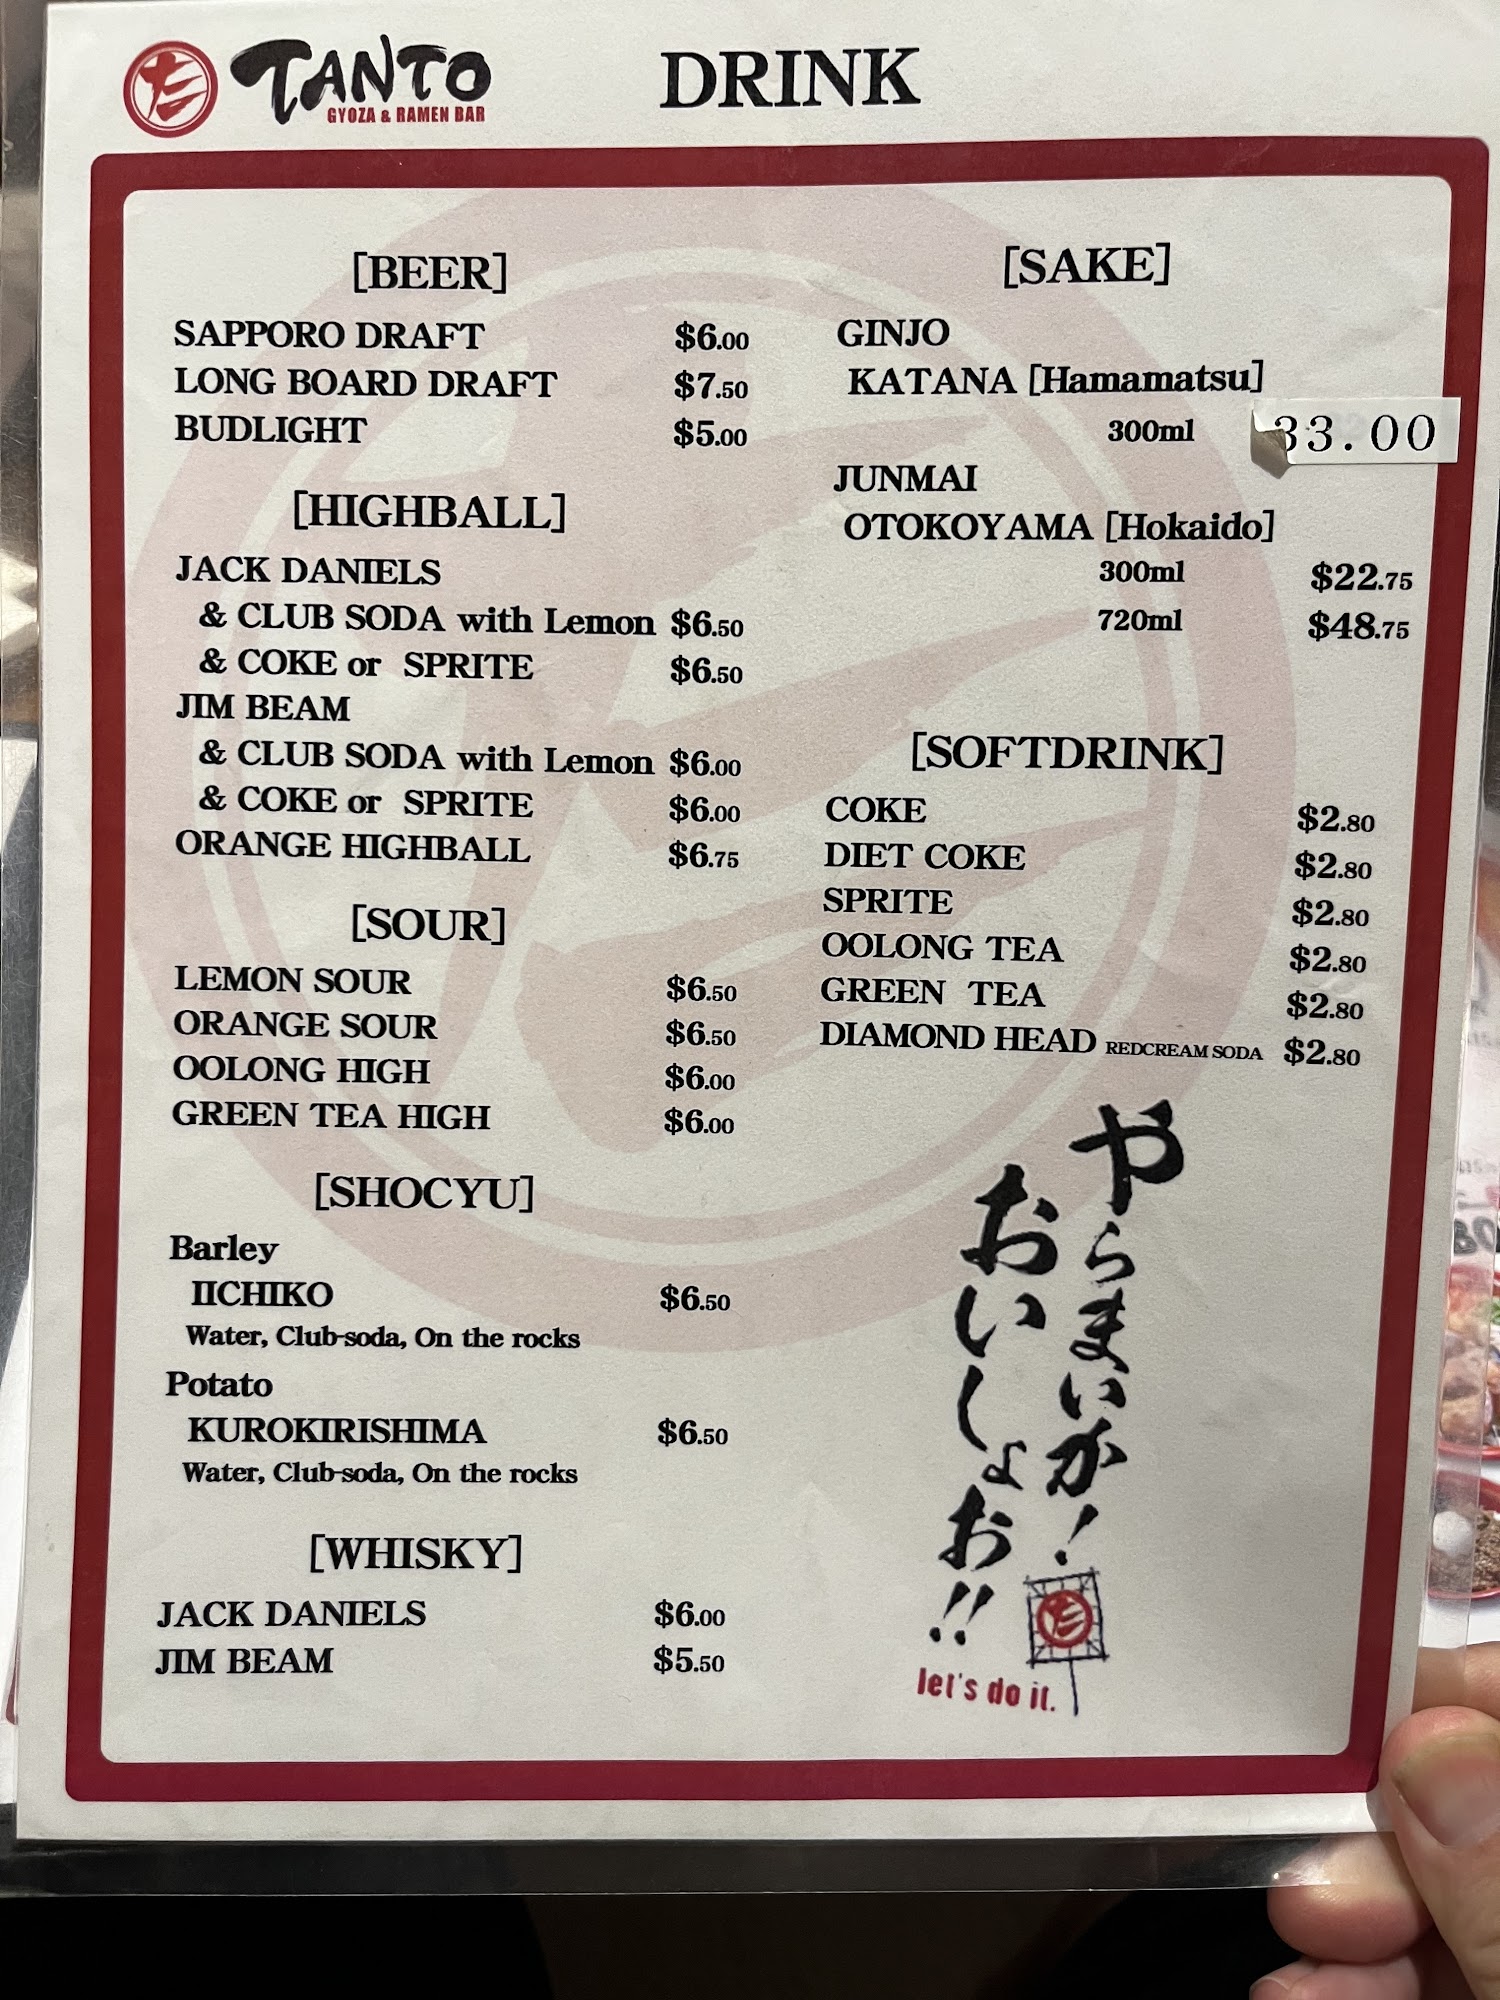 TANTO
GYOZA & RAMEN BAR
DRINK
[BEER]
SAPPORO DRAFT $6.00
LONG BOARD DRAFT $7.50
BUDLIGHT $5.00
[HIGHBALL]
JACK DANIELS
& CLUB SODA with Lemon $6.50
& COKE or SPRITE $6.50
JIM BEAM
& CLUB SODA with Lemon $6.00
& COKE or SPRITE $6.00
ORANGE HIGHBALL $6.75
[SOUR]
LEMON SOUR $6.50
ORANGE SOUR $6.50
OOLONG HIGH $6.00
GREEN TEA HIGH $6.00
[SHOCYU]
Barley
IICHIKO $6.50
Water, Club-soda, On the rocks
Potato
KUROKIRISHIMA $6.50
Water, Club-soda, On the rocks
[WHISKY]
JACK DANIELS $6.00
JIM BEAM $5.50
[SAKE]
GINJO
KATANA [Hamamatsu]
300ml 33.00
JUNMAI
OTOKOYAMA [Hokaido]
300ml $22.75
720ml $48.75
[SOFTDRINK]
COKE $2.80
DIET COKE $2.80
SPRITE $2.80
OOLONG TEA $2.80
GREEN TEA $2.80
DIAMOND HEAD REDCREAM SODA $2.80
やらまいか!
おいしょお!!
let's do it.